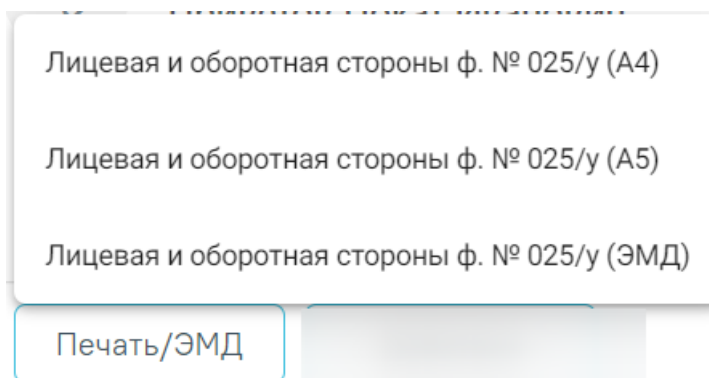 Лицевая и оборотная стороны ф. № 025/у (А4)
Лицевая и оборотная стороны ф. № 025/у (А5)
Лицевая и оборотная стороны ф. № 025/у (ЭМД)
Печать/ЭМД